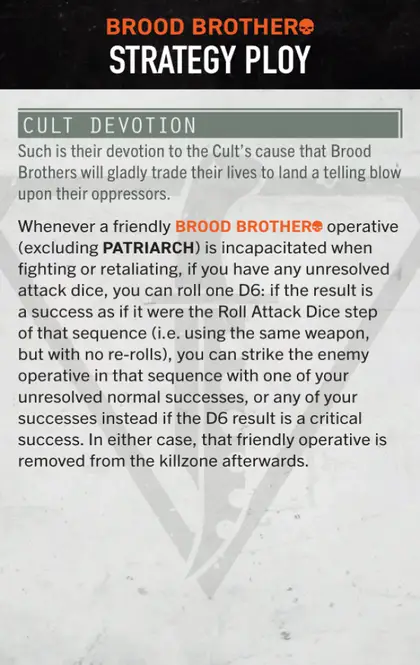 BROOD BROTHER
STRATEGY PLOY
CULT DEVOTION
Such is their devotion to the Cult's cause that Brood
Brothers will gladly trade their lives to land a telling blow
upon their oppressors.
Whenever a friendly BROOD BROTHER operative
(excluding PATRIARCH) is incapacitated when
fighting or retaliating, if you have any unresolved
attack dice, you can roll one D6: if the result is
a success as if it were the Roll Attack Dice step
of that sequence (i.e. using the same weapon,
but with no re-rolls), you can strike the enemy
operative in that sequence with one of your
unresolved normal successes, or any of your
successes instead if the D6 result is a critical
success. In either case, that friendly operative is
removed from the killzone afterwards.